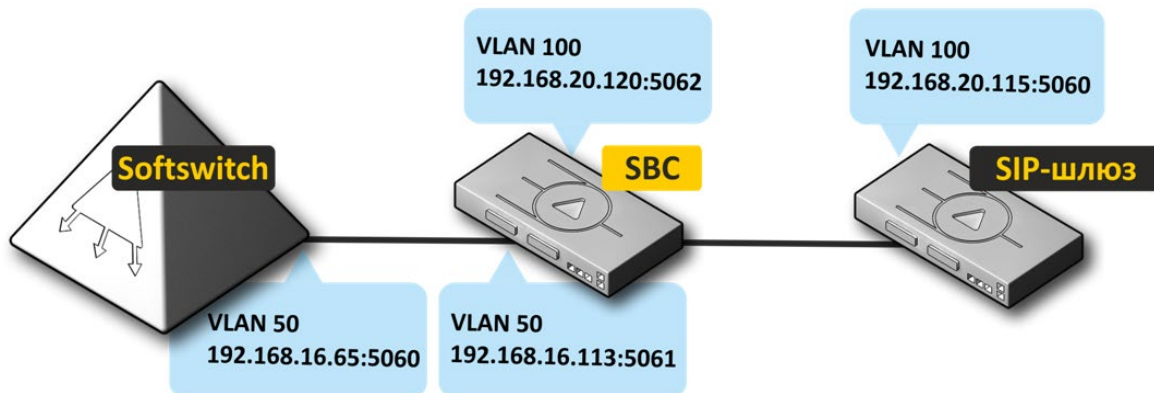 VLAN 100
192.168.20.120:5062
VLAN 100
192.168.20.115:5060
Softswitch
SBC
SIP-шлюз
VLAN 50
192.168.16.65:5060
VLAN 50
192.168.16.113:5061